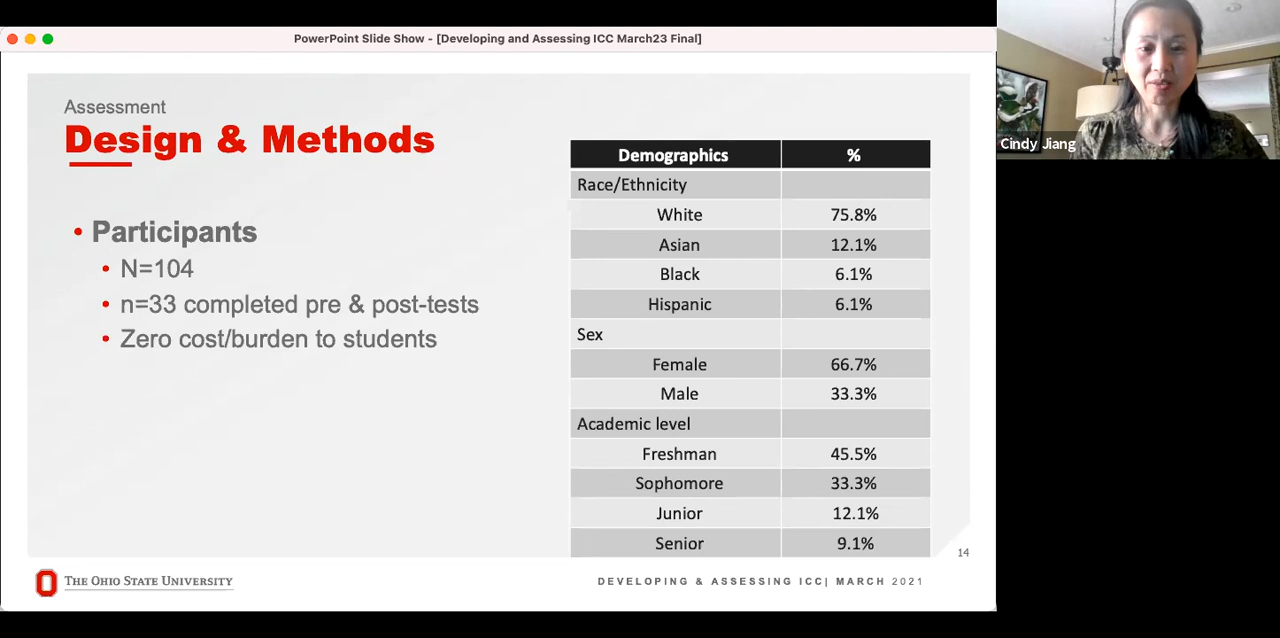 PowerPoint Slide Show - [Developing and Assessing ICC March23 Final]
Assessment
Design & Methods
• Participants
• N=104
• n=33 completed pre & post-tests
• Zero cost/burden to students
Demographics %
Race/Ethnicity
White 75.8%
Asian 12.1%
Black 6.1%
Hispanic 6.1%
Sex
Female 66.7%
Male 33.3%
Academic level
Freshman 45.5%
Sophomore 33.3%
Junior 12.1%
Senior 9.1%
14
THE OHIO STATE UNIVERSITY
DEVELOPING & ASSESSING ICC| MARCH 2021
Cindy Jiang